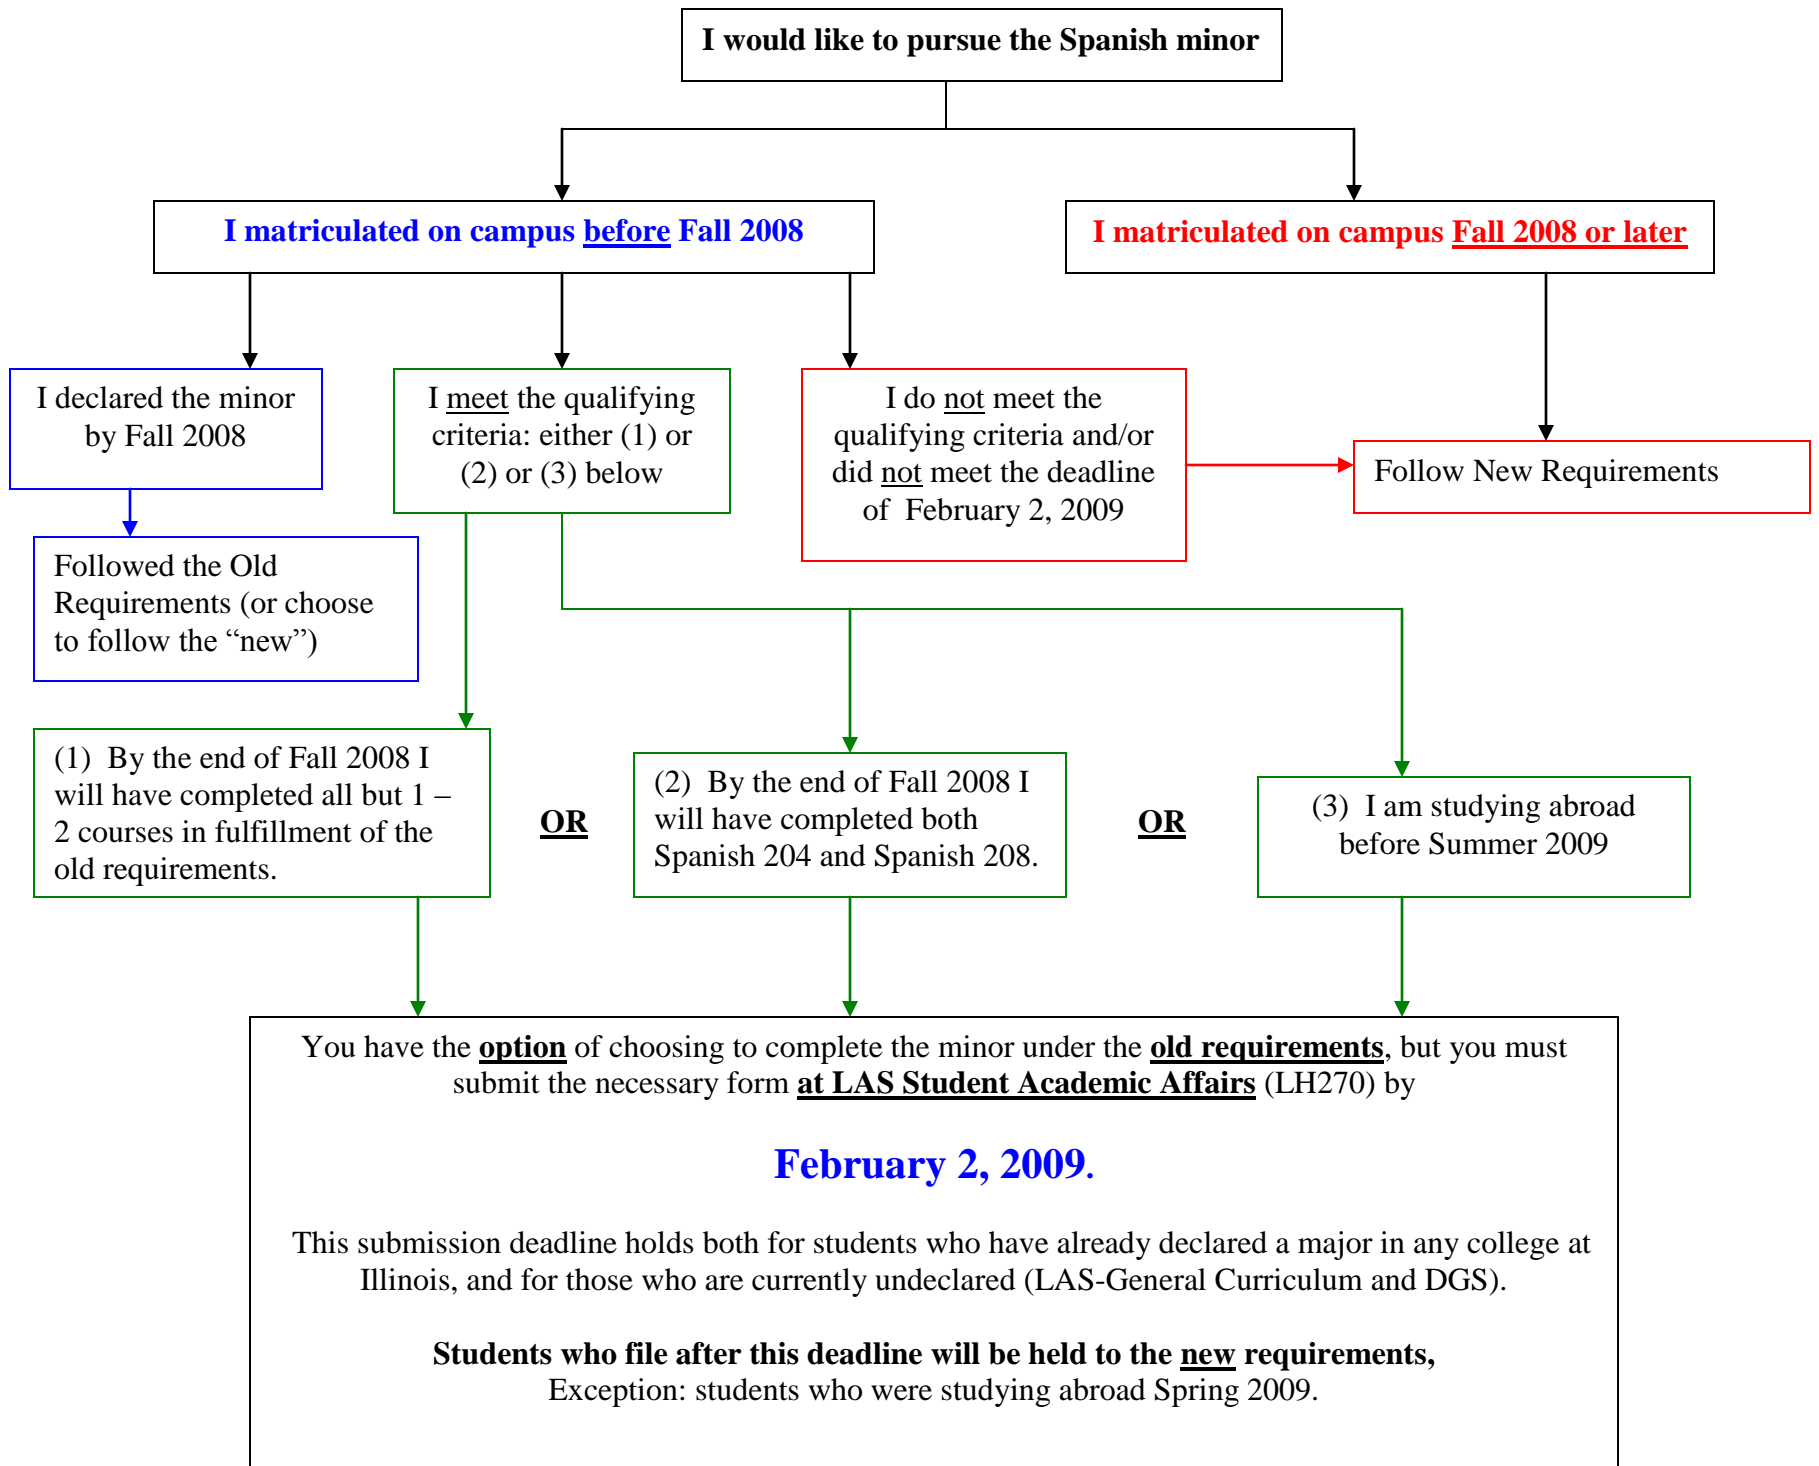 I would like to pursue the Spanish minor
I matriculated on campus before Fall 2008
I matriculated on campus Fall 2008 or later
I declared the minor
by Fall 2008
I meet the qualifying
criteria: either (1) or
(2) or (3) below
I do not meet the
qualifying criteria and/or
did not meet the deadline
of February 2, 2009
Follow New Requirements
Followed the Old
Requirements (or choose
to follow the “new”)
(1) By the end of Fall 2008 I
will have completed all but 1 –
2 courses in fulfillment of the
old requirements.
OR
(2) By the end of Fall 2008 I
will have completed both
Spanish 204 and Spanish 208.
OR
(3) I am studying abroad
before Summer 2009
You have the option of choosing to complete the minor under the old requirements, but you must
submit the necessary form at LAS Student Academic Affairs (LH270) by
February 2, 2009.
This submission deadline holds both for students who have already declared a major in any college at
Illinois, and for those who are currently undeclared (LAS-General Curriculum and DGS).
Students who file after this deadline will be held to the new requirements,
Exception: students who were studying abroad Spring 2009.